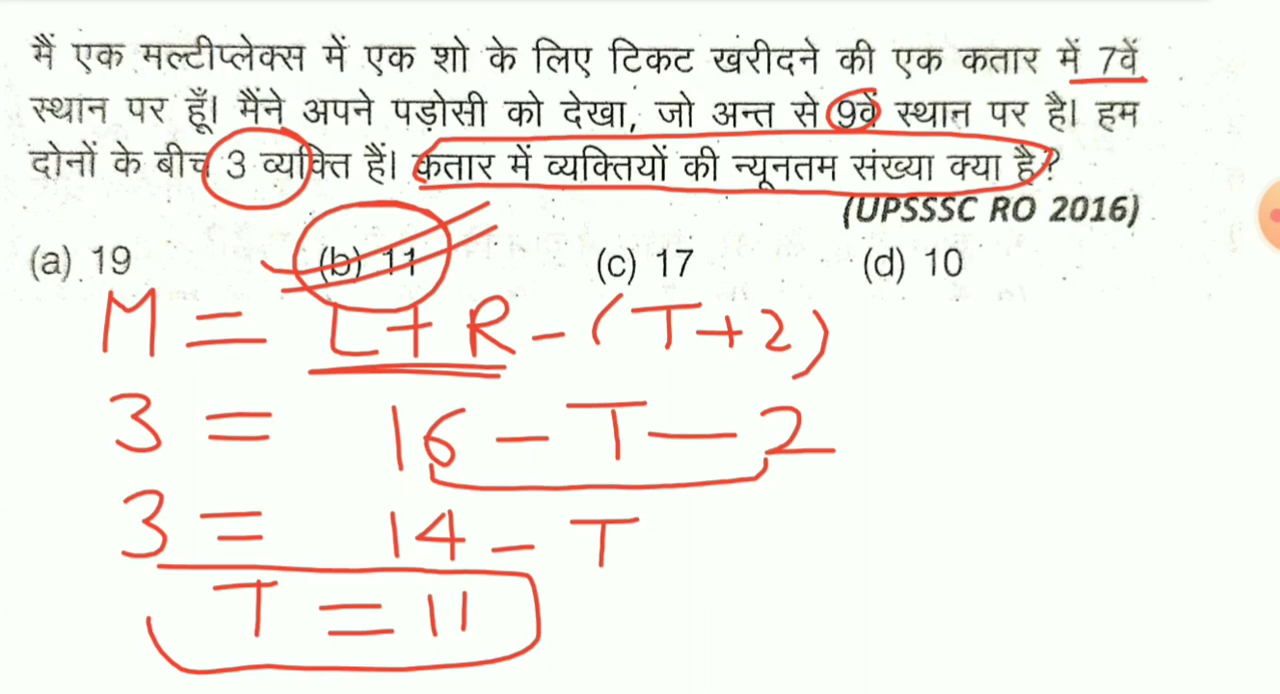 मैं एक मल्टीप्लेक्स में एक शो के लिए टिकट खरीदने की एक कतार में 7वें
स्थान पर हूँ। मैंने अपने पड़ोसी को देखा, जो अन्त से 9वें स्थान पर है। हम
दोनों के बीच 3 व्यक्ति हैं। कतार में व्यक्तियों की न्यूनतम संख्या क्या है?
(UPSSSC RO 2016)
(a) 19 (b) 11 (c) 17 (d) 10
M = L + R - (T + 2)
3 = 16 - T - 2
3 = 14 - T
T = 11